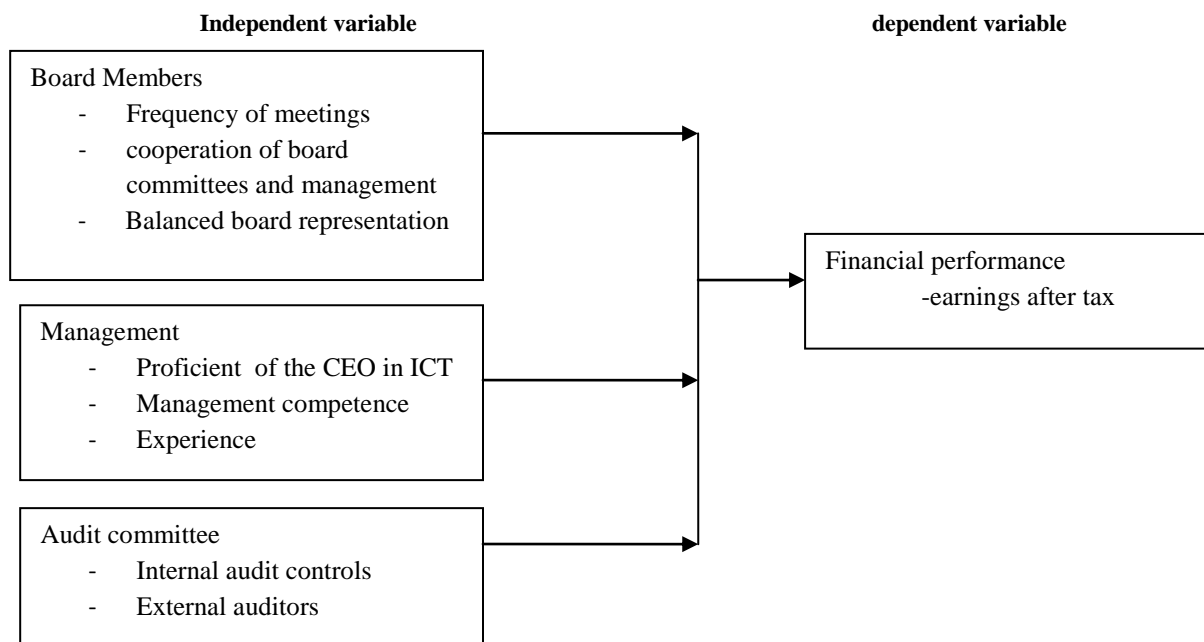 Independent variable
dependent variable
Board Members
- Frequency of meetings
- cooperation of board
committees and management
- Balanced board representation
Financial performance
-earnings after tax
Management
- Proficient of the CEO in ICT
- Management competence
- Experience
Audit committee
- Internal audit controls
- External auditors